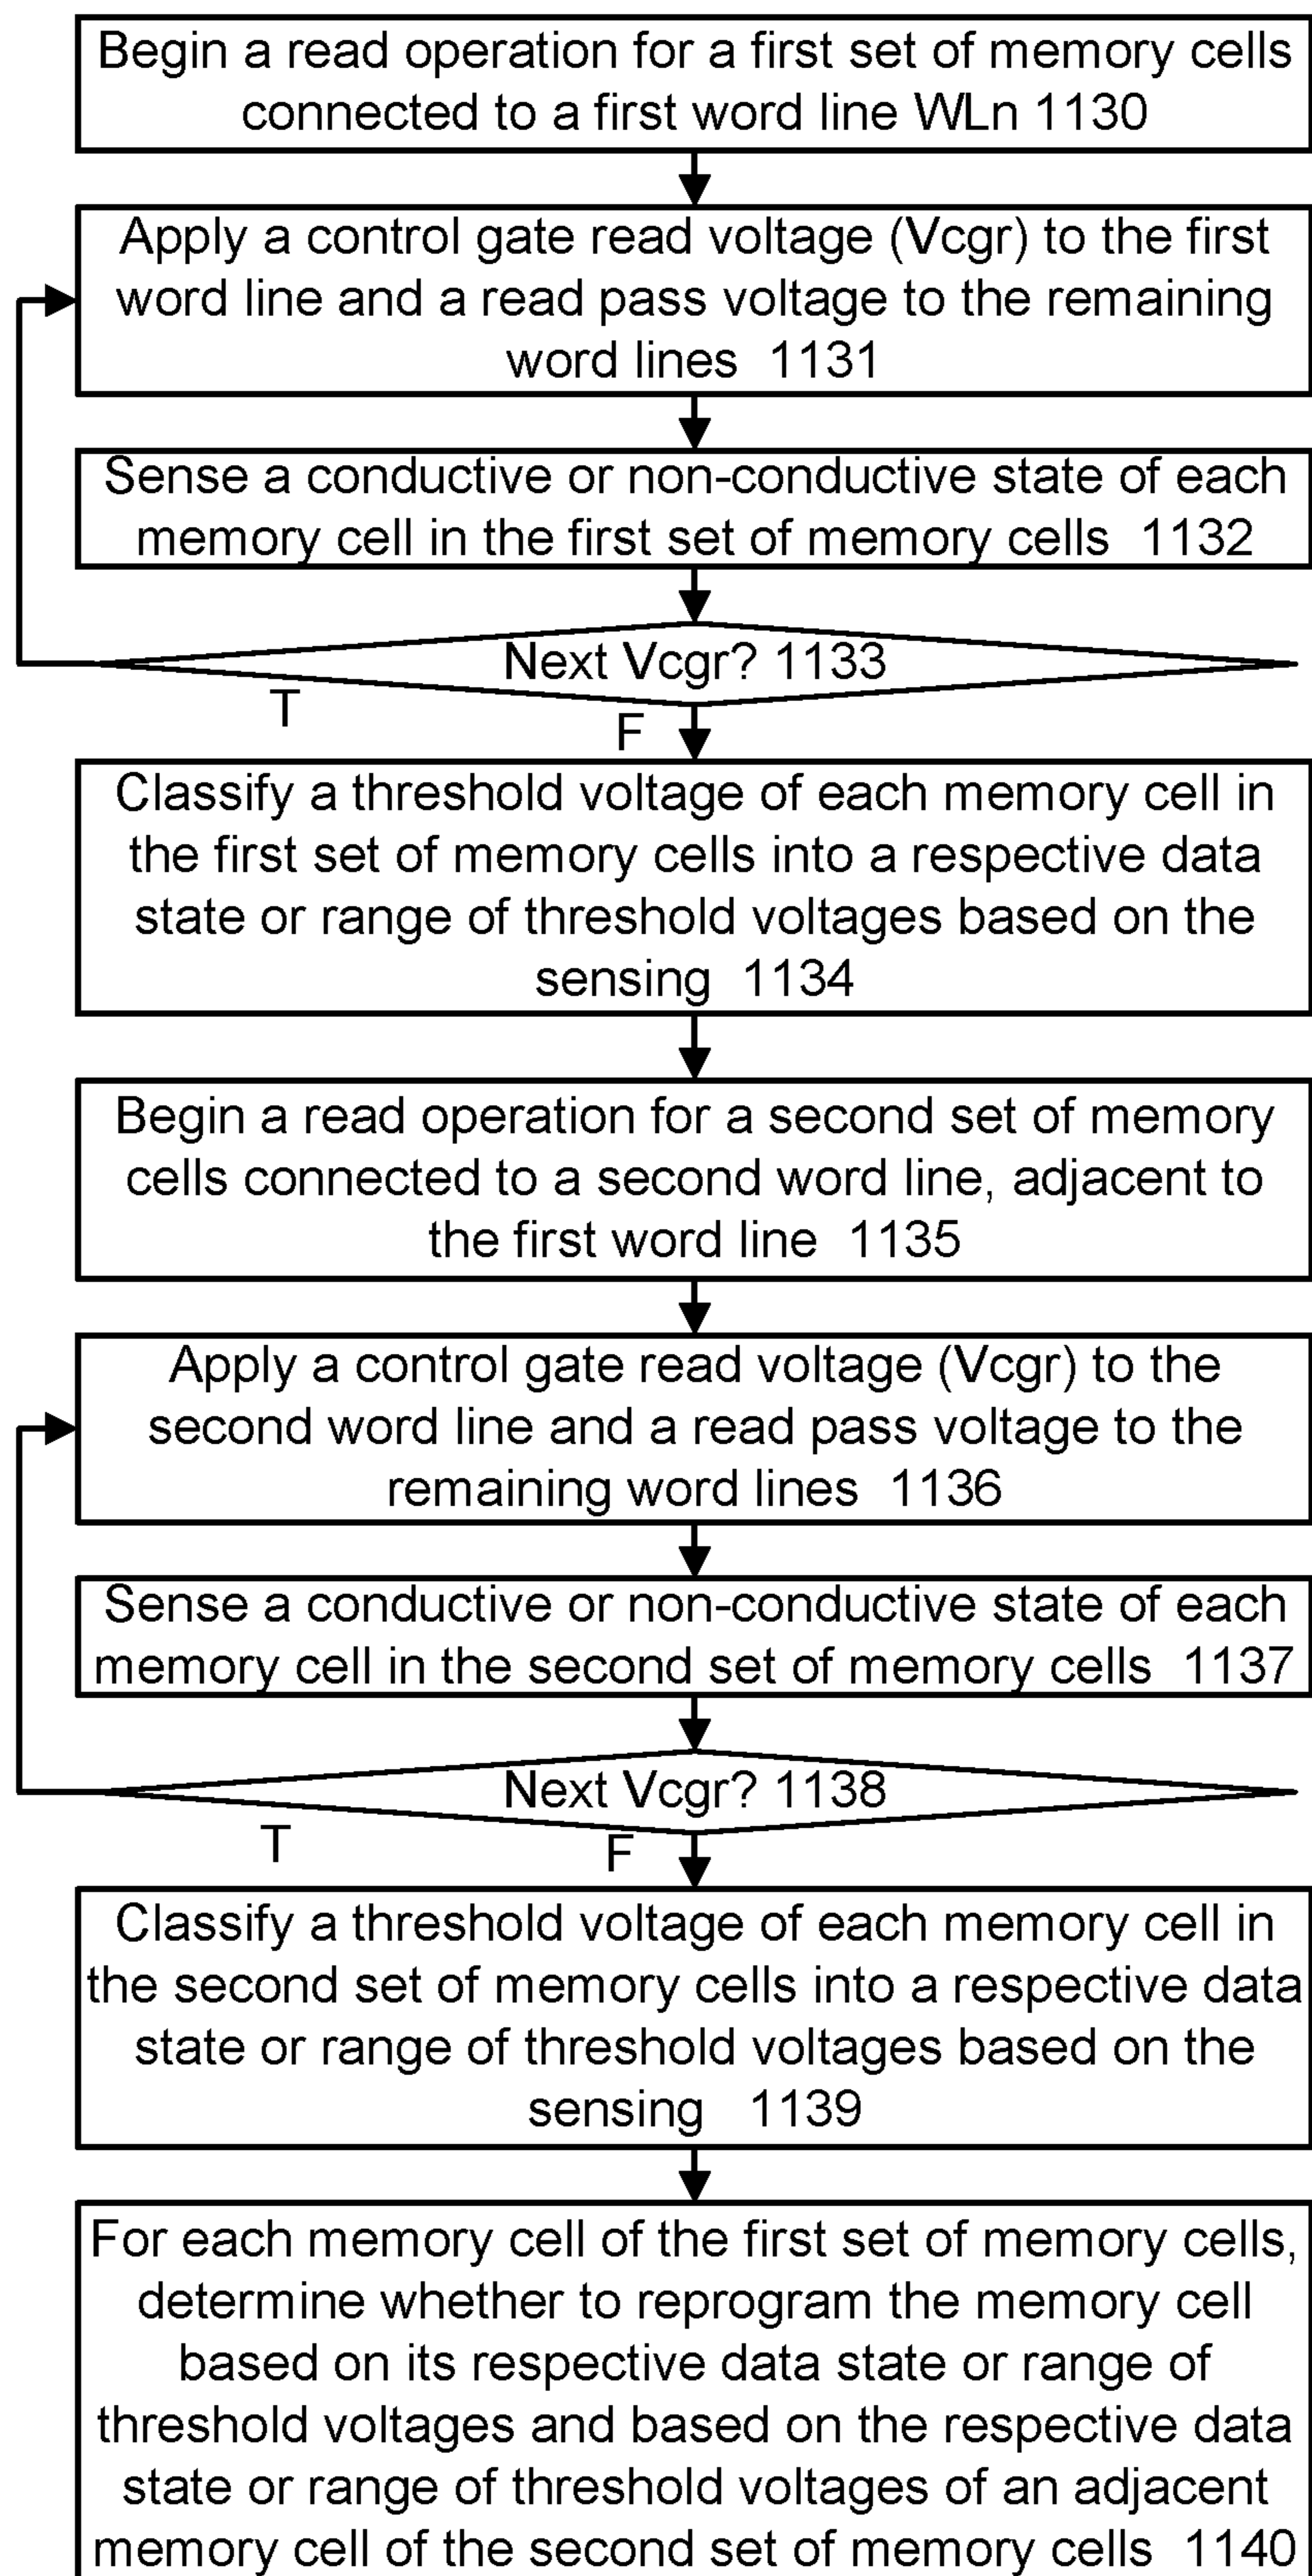 Begin a read operation for a first set of memory cells
connected to a first word line WLn 1130
Apply a control gate read voltage (Vcgr) to the first
word line and a read pass voltage to the remaining
word lines 1131
Sense a conductive or non-conductive state of each
memory cell in the first set of memory cells 1132
Next Vcgr? 1133
T
F
Classify a threshold voltage of each memory cell in
the first set of memory cells into a respective data
state or range of threshold voltages based on the
sensing 1134
Begin a read operation for a second set of memory
cells connected to a second word line, adjacent to
the first word line 1135
Apply a control gate read voltage (Vcgr) to the
second word line and a read pass voltage to the
remaining word lines 1136
Sense a conductive or non-conductive state of each
memory cell in the second set of memory cells 1137
Next Vcgr? 1138
T
F
Classify a threshold voltage of each memory cell in
the second set of memory cells into a respective data
state or range of threshold voltages based on the
sensing 1139
For each memory cell of the first set of memory cells,
determine whether to reprogram the memory cell
based on its respective data state or range of
threshold voltages and based on the respective data
state or range of threshold voltages of an adjacent
memory cell of the second set of memory cells 1140